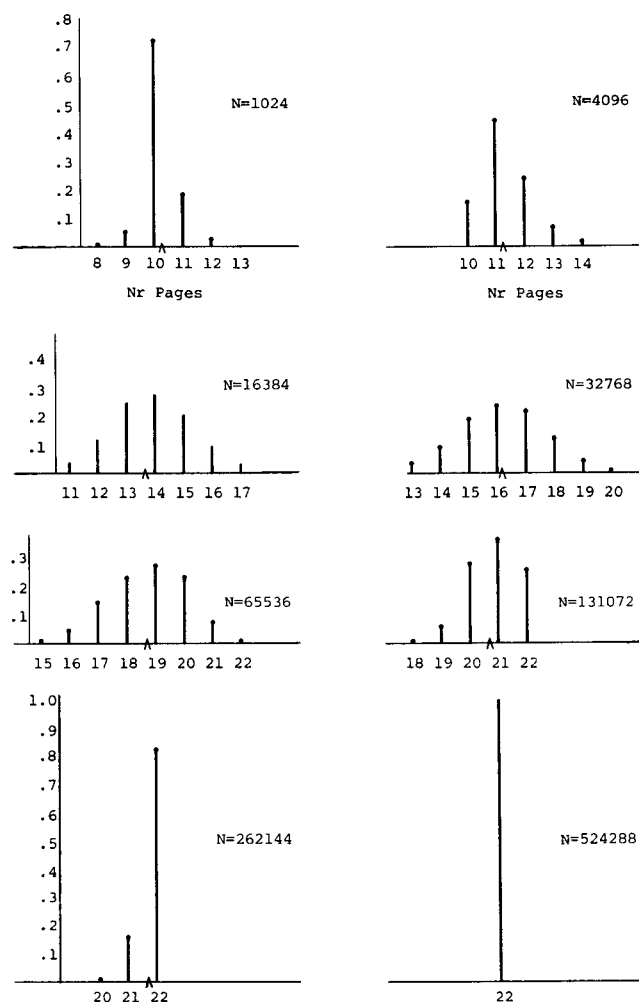 .8
.7
.6
.5
.4
.3
.2
.1
N=1024
8 9 10 11 12 13
Nr Pages
N=4096
10 11 12 13 14
Nr Pages
.4
.3
.2
.1
N=16384
11 12 13 14 15 16 17
N=32768
13 14 15 16 17 18 19 20
.3
.2
.1
N=65536
15 16 17 18 19 20 21 22
N=131072
18 19 20 21 22
1.0
.9
.8
.7
.6
.5
.4
.3
.2
.1
N=262144
20 21 22
N=524288
22